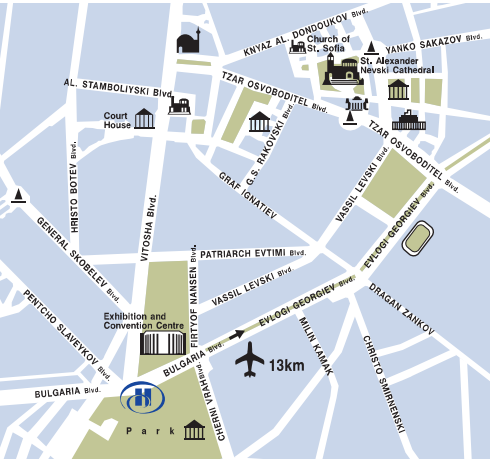 KNYAZ AL. DONDOUKOV Blvd.
Church of
St. Sofia
YANKO SAKAZOV Blvd.
St. Alexander
Nevski Cathedral
TZAR OSVOBODITEL Blvd.
AL. STAMBOLIYSKI Blvd.
Court
House
TZAR OSVOBODITEL Blvd.
G.S. RAKOVSKI Blvd.
HRISTO BOTEV Blvd.
GRAF IGNATIEV
VASSIL LEVSKI Blvd.
EVLOGI GEORGIEV Blvd.
VITOSHA Blvd.
GENERAL SKOBELEV Blvd.
PATRIARCH EVTIMI Blvd.
VASSIL LEVSKI Blvd.
FIRTYOF NANSEN Blvd.
EVLOGI GEORGIEV Blvd.
DRAGAN ZANKOV
PENTCHO SLAVEYKOV Blvd.
Exhibition and
Convention Centre
BULGARIA Blvd.
MILIN KAMAK
CHRISTO SMIRNENSKI
13km
BULGARIA Blvd.
H
CHERNI VRAH Blvd.
Park